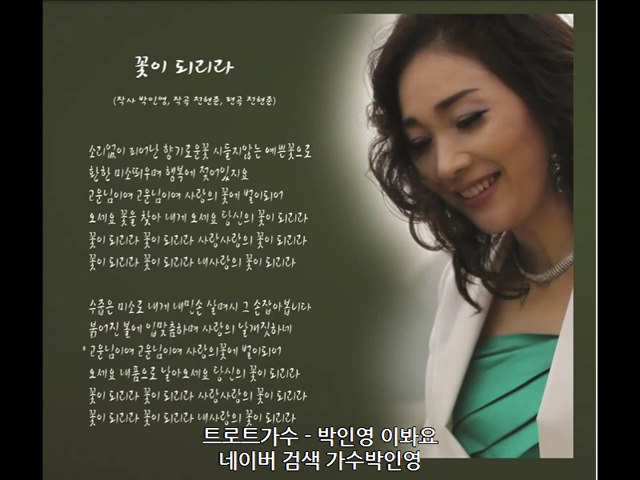 꽃이 되리라
(작사 박인영, 작곡 전현준, 편곡 전현준)
소리없이 피어난 향기로운꽃 시들지않는 예쁜꽃으로
환한 미소띄우며 행복에 젖어있지요
고운님이여 고운님이여 사랑의 꽃에 벌이되어
오세요 꽃을 찾아 내게 오세요 당신의 꽃이 되리라
꽃이 되리라 꽃이 되리라 사랑사랑의 꽃이 되리라
꽃이 되리라 꽃이 되리라 내사랑의 꽃이 되리라
수줍은 미소로 내게 내민손 살며시 그 손잡아봅니다
붉어진 볼에 입맞춤하며 사랑의 날개짓하네
*고운님이여 고운님이여 사랑의꽃에 벌이되어
오세요 내품으로 날아오세요 당신의 꽃이 되리라
꽃이 되리라 꽃이 되리라 사랑사랑의 꽃이 되리라
꽃이 되리라 꽃이 되리라 내사랑의 꽃이 되리라
트로트가수 - 박인영 이봐요
네이버 검색 가수박인영